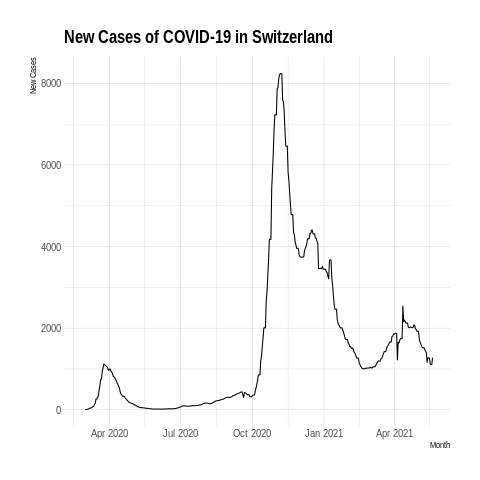 New Cases of COVID-19 in Switzerland
New Cases
8000
6000
4000
2000
0
Apr 2020 Jul 2020 Oct 2020 Jan 2021 Apr 2021
Month